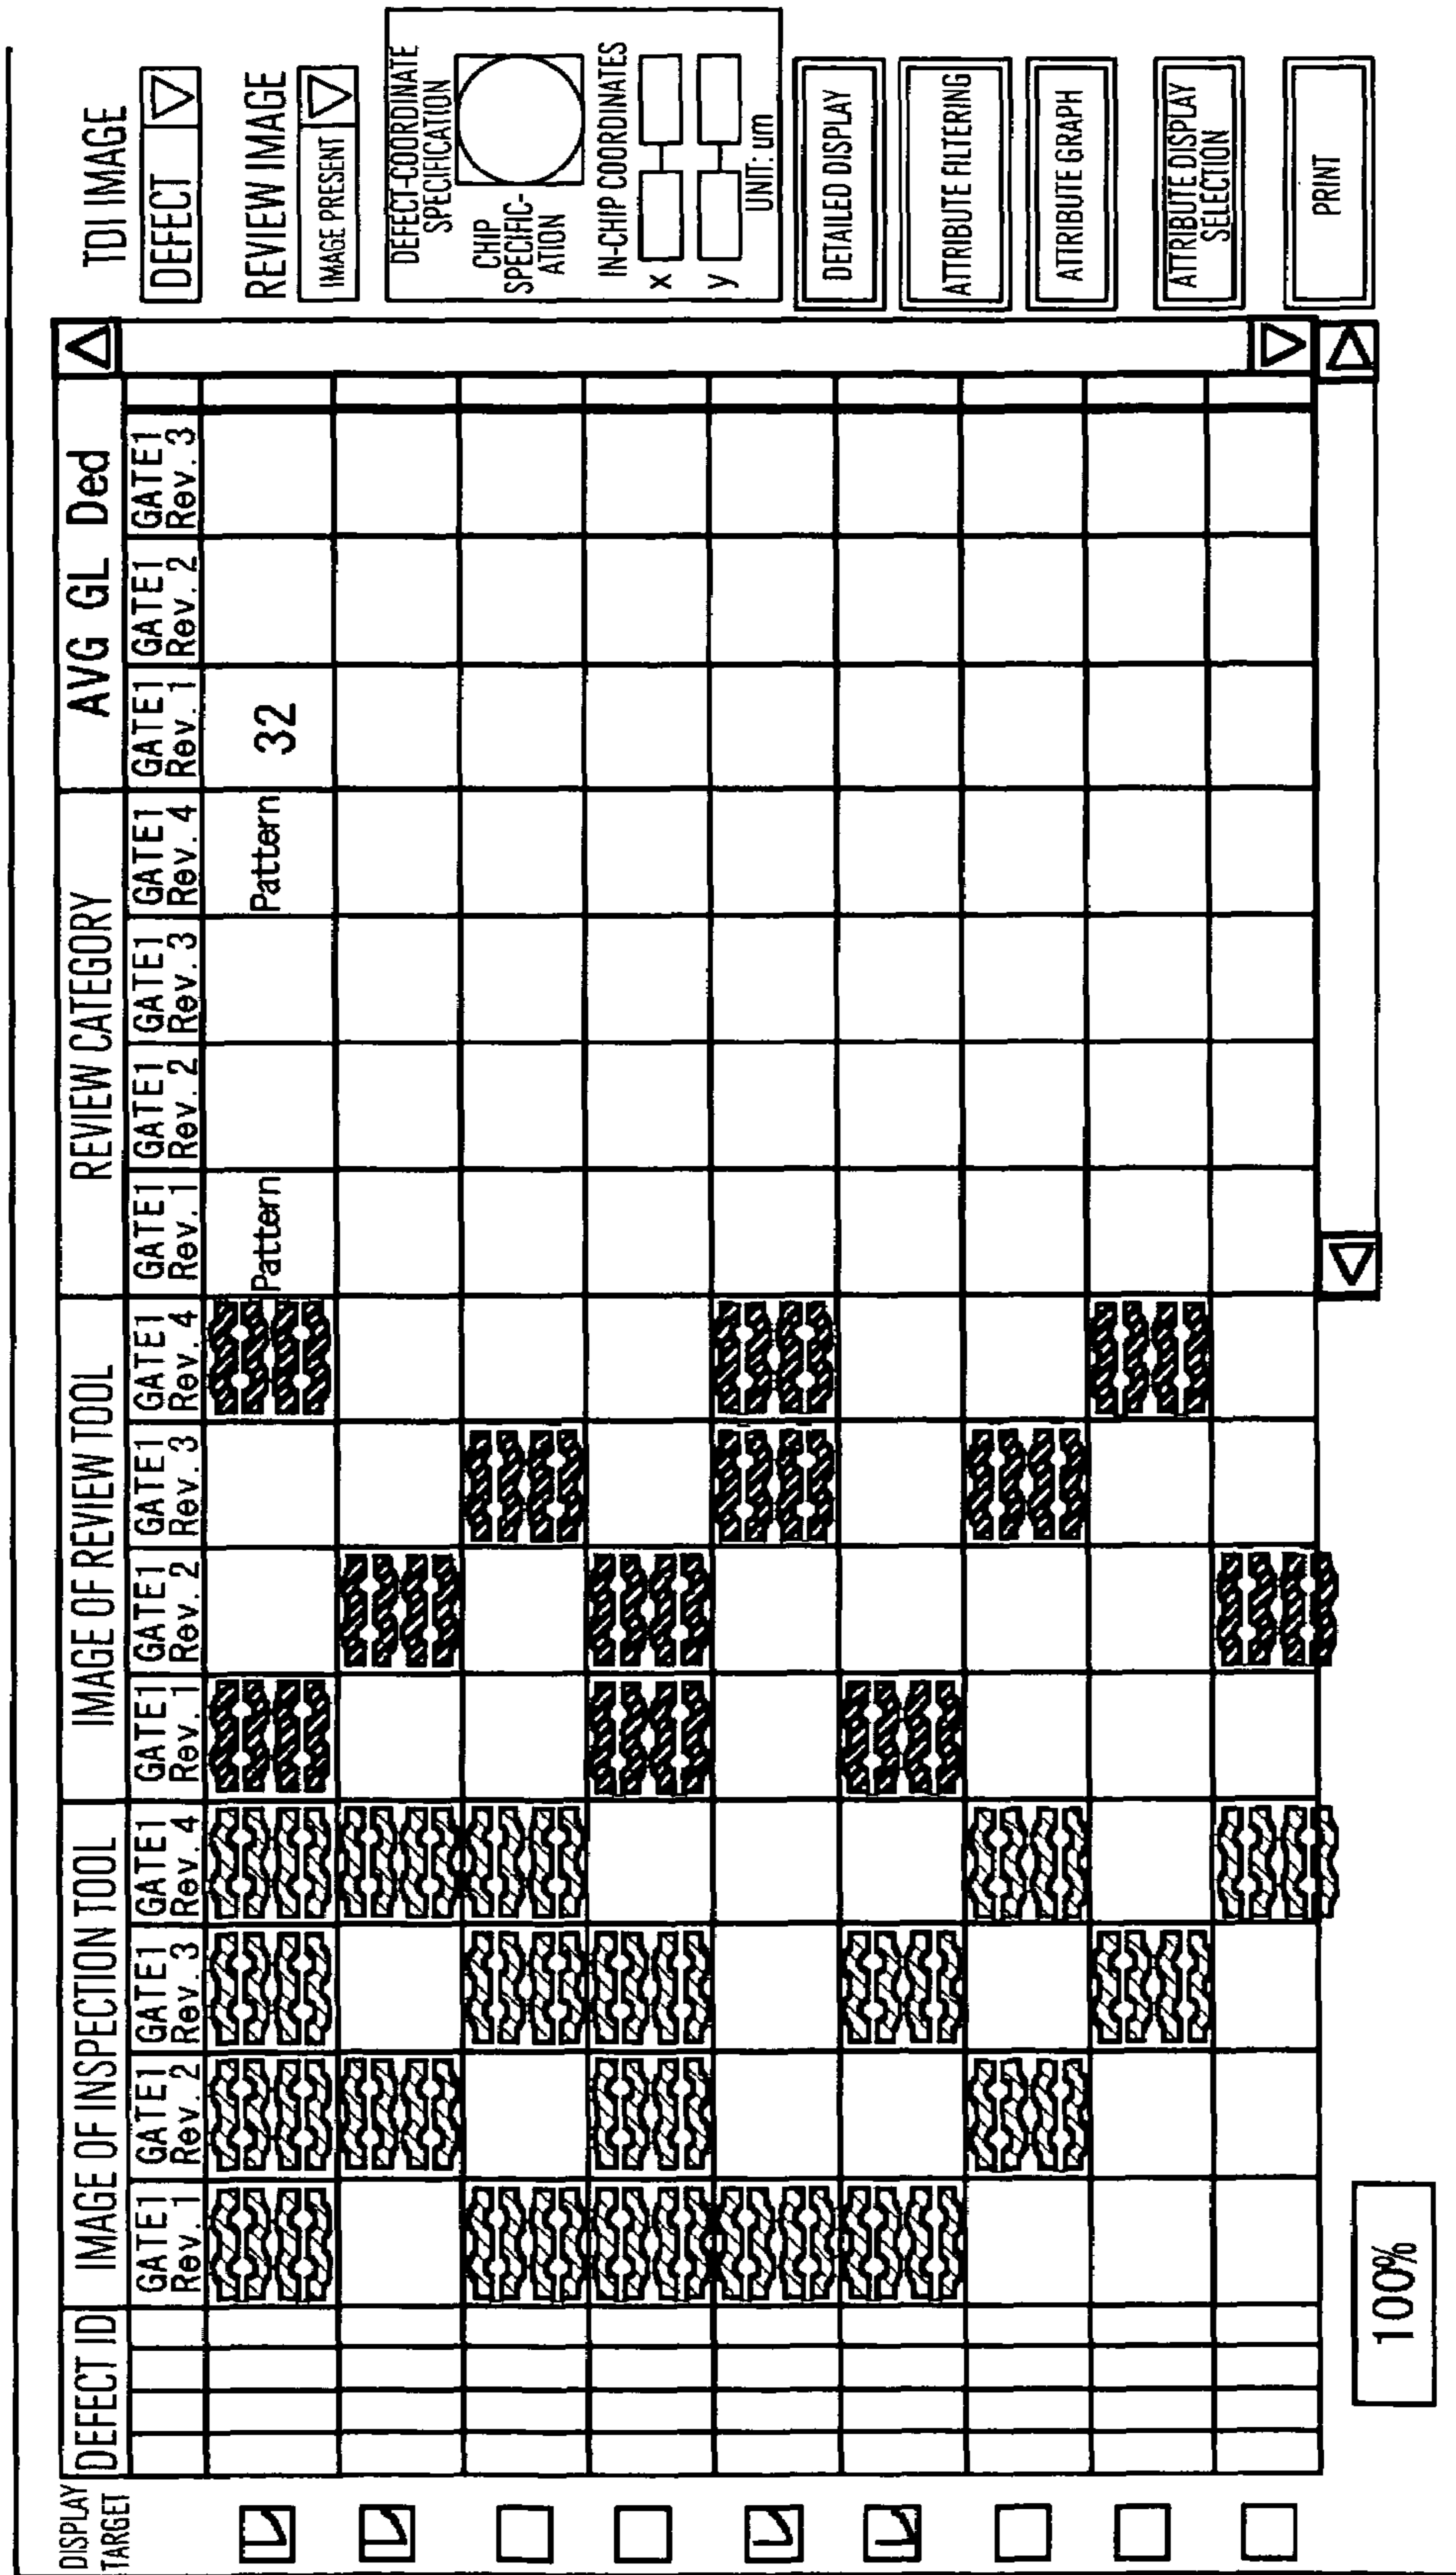 DISPLAY
TARGET
DEFECT ID
IMAGE OF INSPECTION TOOL
IMAGE OF REVIEW TOOL
REVIEW CATEGORY
AVG GL Ded
GATE1
Rev.1
GATE1
Rev.2
GATE1
Rev.3
GATE1
Rev.4
GATE1
Rev.1
GATE1
Rev.2
GATE1
Rev.3
GATE1
Rev.4
GATE1
Rev.1
GATE1
Rev.2
GATE1
Rev.3
GATE1
Rev.4
GATE1
Rev.1
GATE1
Rev.2
GATE1
Rev.3
Pattern
Pattern
32
100%
TDI IMAGE
DEFECT
REVIEW IMAGE
IMAGE PRESENT
DEFECT-COORDINATE
SPECIFICATION
CHIP
SPECIFIC-
ATION
IN-CHIP COORDINATES
x
y
UNIT: um
DETAILED DISPLAY
ATTRIBUTE FILTERING
ATTRIBUTE GRAPH
ATTRIBUTE DISPLAY
SELECTION
PRINT